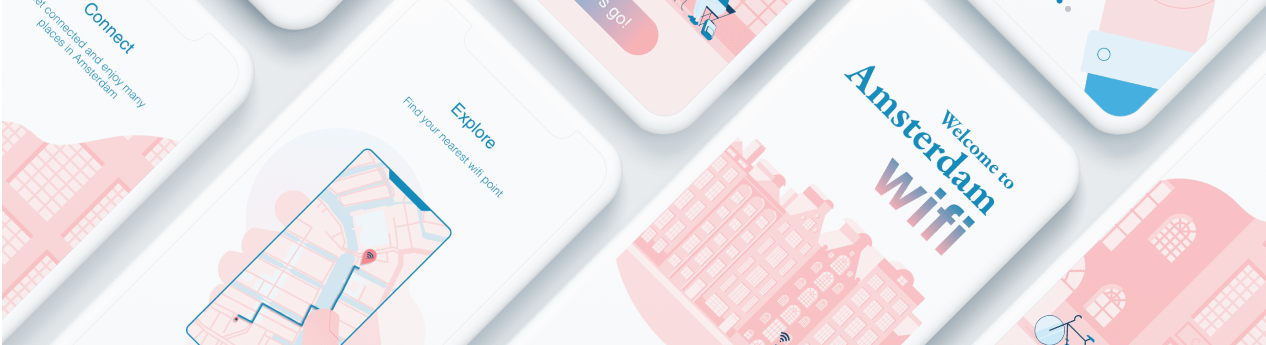 Connect
get connected and enjoy many
places in Amsterdam
Explore
Find your nearest wifi point
s go!
Welcome to
Amsterdam
wifi